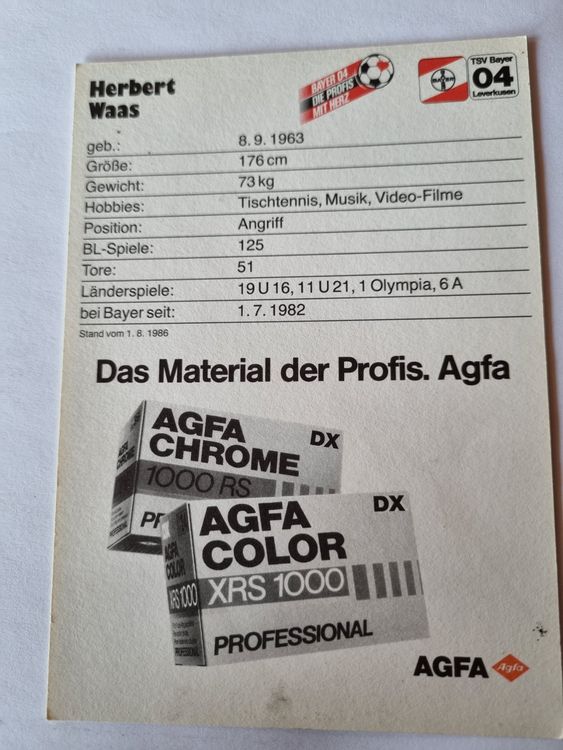 Herbert
Waas
BAYER 04
DIE PROFIS
MIT HERZ
BAYER
TSV Bayer
04
Leverkusen
geb.: 8. 9. 1963
Größe: 176 cm
Gewicht: 73 kg
Hobbies: Tischtennis, Musik, Video-Filme
Position: Angriff
BL-Spiele: 125
Tore: 51
Länderspiele: 19 U 16, 11 U 21, 1 Olympia, 6 A
bei Bayer seit: 1. 7. 1982
Stand vom 1. 8. 1986
Das Material der Profis. Agfa
AGFA
CHROME
DX
1000 RS
AGFA
COLOR
DX
XRS 1000
XRS 1000
PROFESSIONAL
AGFA
Agfa